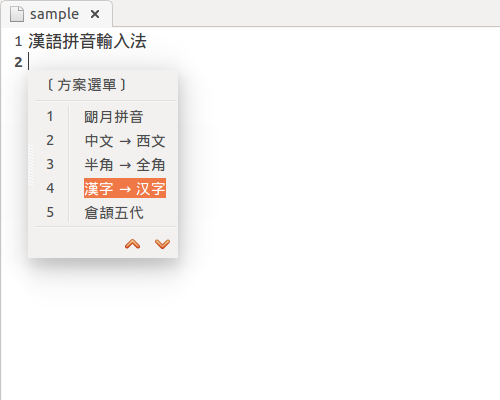 sample ×
1 漢語拼音輸入法
2
〔方案選單〕
1 朙月拼音
2 中文 → 西文
3 半角 → 全角
4 漢字 → 汉字
5 倉頡五代